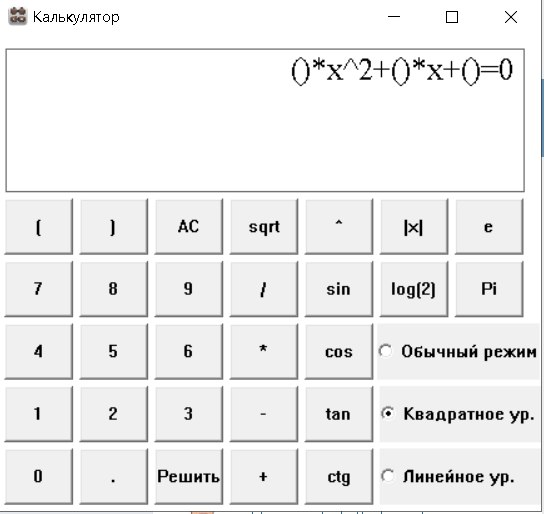 Калькулятор
()*x^2+()*x+()=0
( ) AC sqrt ^ |x| e
7 8 9 / sin log(2) Pi
4 5 6 * cos Обычный режим
1 2 3 - tan Квадратное ур.
0 . Решить + ctg Линейное ур.